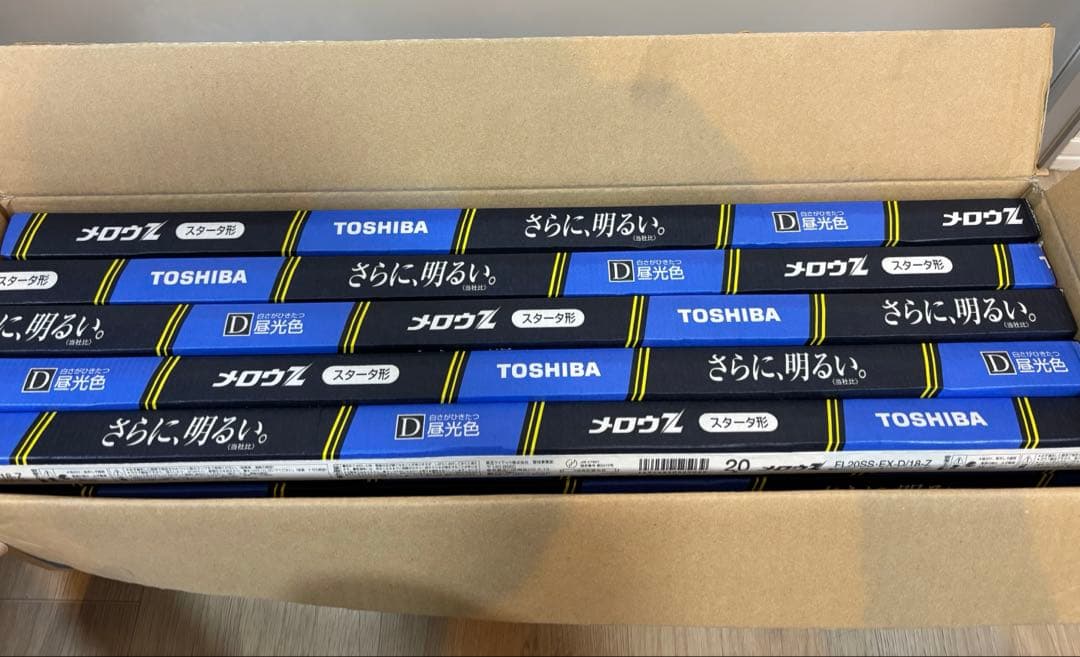 メロウZ スタータ形 TOSHIBA さらに、明るい。(当社比) D 白さがひきたつ 昼光色 メロウZ
スタータ形 TOSHIBA さらに、明るい。(当社比) D 白さがひきたつ 昼光色 メロウZ スタータ形
に、明るい。(当社比) D 白さがひきたつ 昼光色 メロウZ スタータ形 TOSHIBA さらに、明るい。(当社比)
D 白さがひきたつ 昼光色 メロウZ スタータ形 TOSHIBA さらに、明るい。(当社比) D 白さがひきたつ 昼光色
さらに、明るい。(当社比) D 白さがひきたつ 昼光色 メロウZ スタータ形 TOSHIBA
20 メロウZ FL20SS·EX-D/18-Z